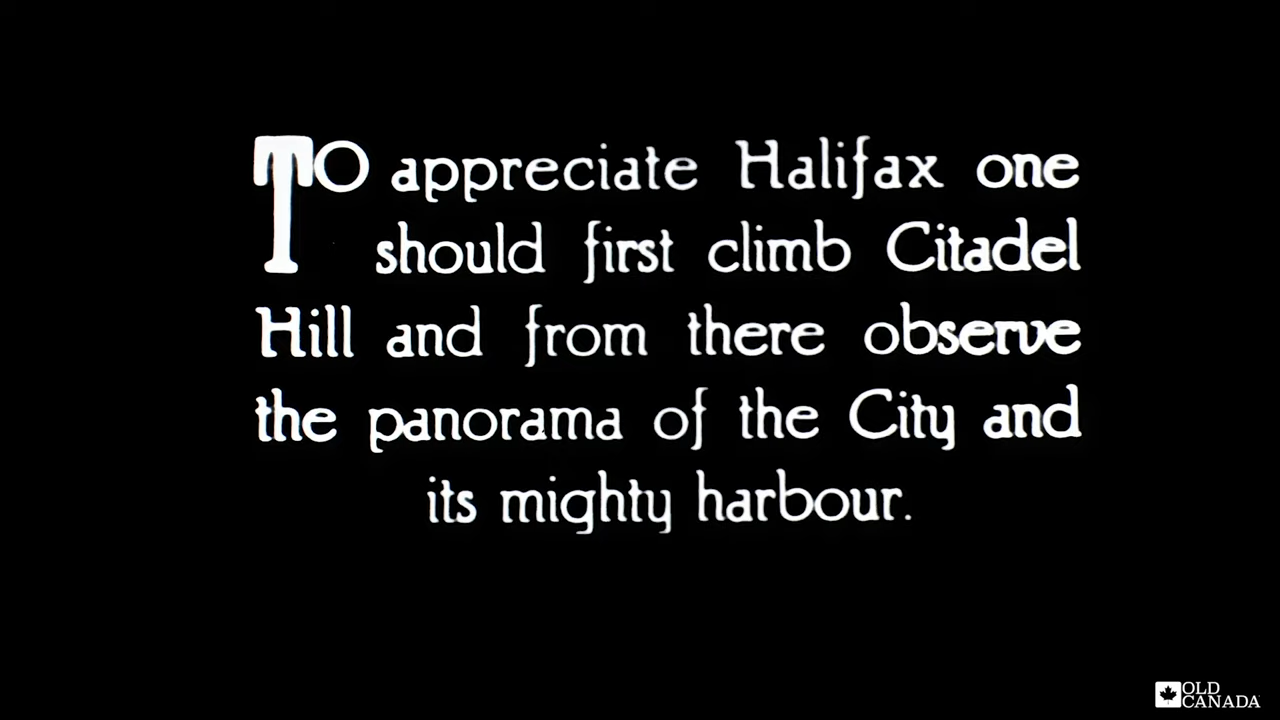 TO appreciate Halifax one
should first climb Citadel
Hill and from there observe
the panorama of the City and
its mighty harbour.
OLD
CANADA